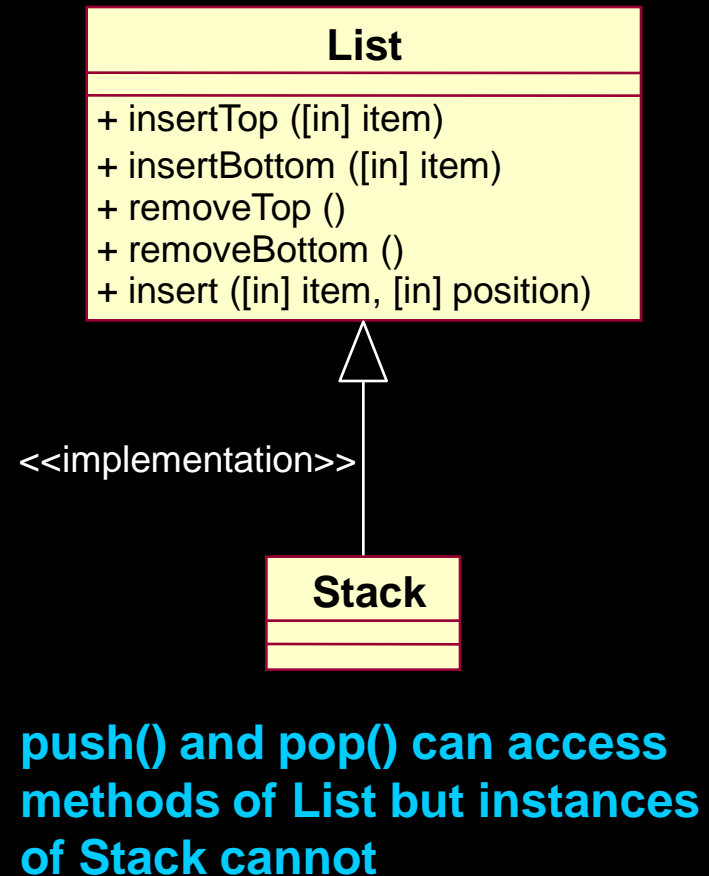 List
+ insertTop ([in] item)
+ insertBottom ([in] item)
+ removeTop ()
+ removeBottom ()
+ insert ([in] item, [in] position)
<<implementation>>
Stack
push() and pop() can access
methods of List but instances
of Stack cannot